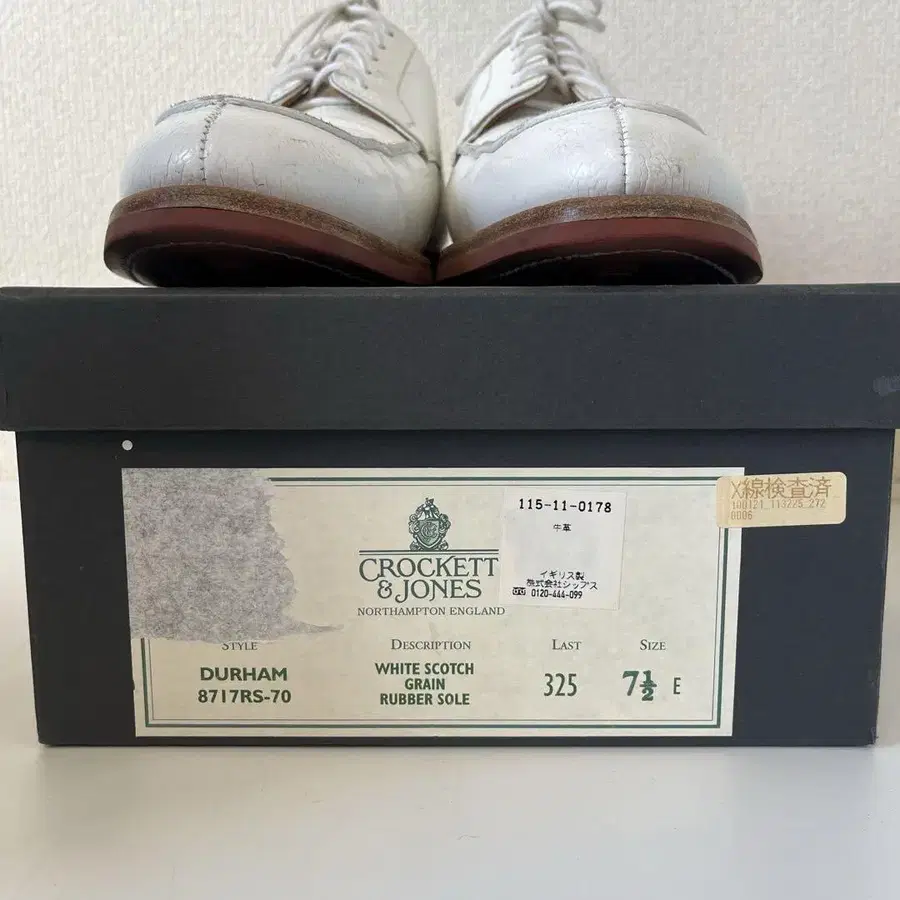 CROCKETT
& JONES
NORTHAMPTON ENGLAND
115-11-0178
牛革
イギリス製
株式会社シップス
0120-444-099
X線検査済
STYLE
DURHAM
8717RS-70
DESCRIPTION
WHITE SCOTCH
GRAIN
RUBBER SOLE
LAST
325
SIZE
7½ E